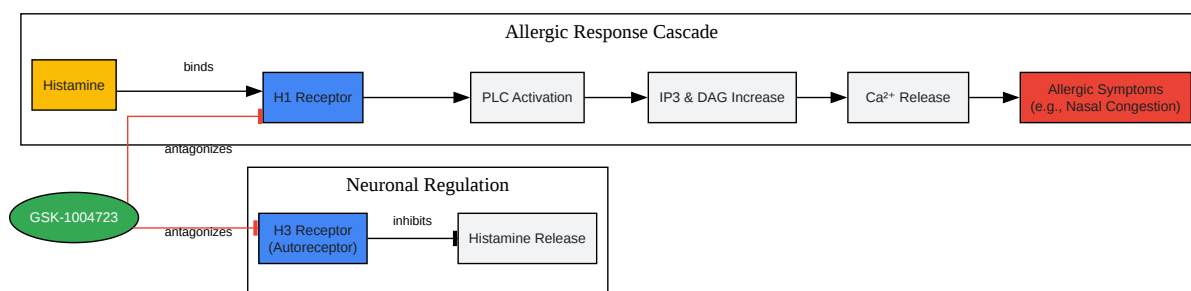 Allergic Response Cascade
Histamine
binds
H1 Receptor
PLC Activation
IP3 & DAG Increase
Ca²⁺ Release
Allergic Symptoms
(e.g., Nasal Congestion)
antagonizes
Neuronal Regulation
GSK-1004723
antagonizes
H3 Receptor
(Autoreceptor)
inhibits
Histamine Release